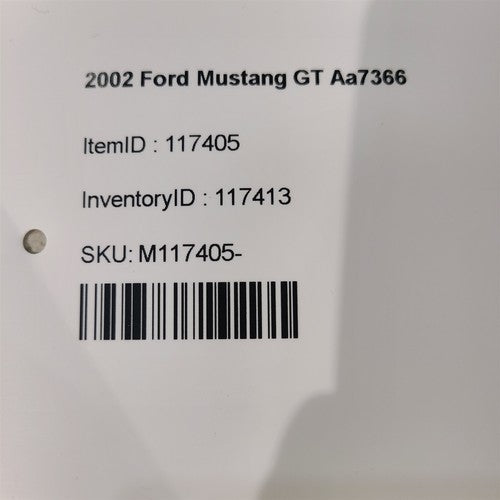 2002 Ford Mustang GT Aa7366
ItemID : 117405
InventoryID : 117413
SKU: M117405-